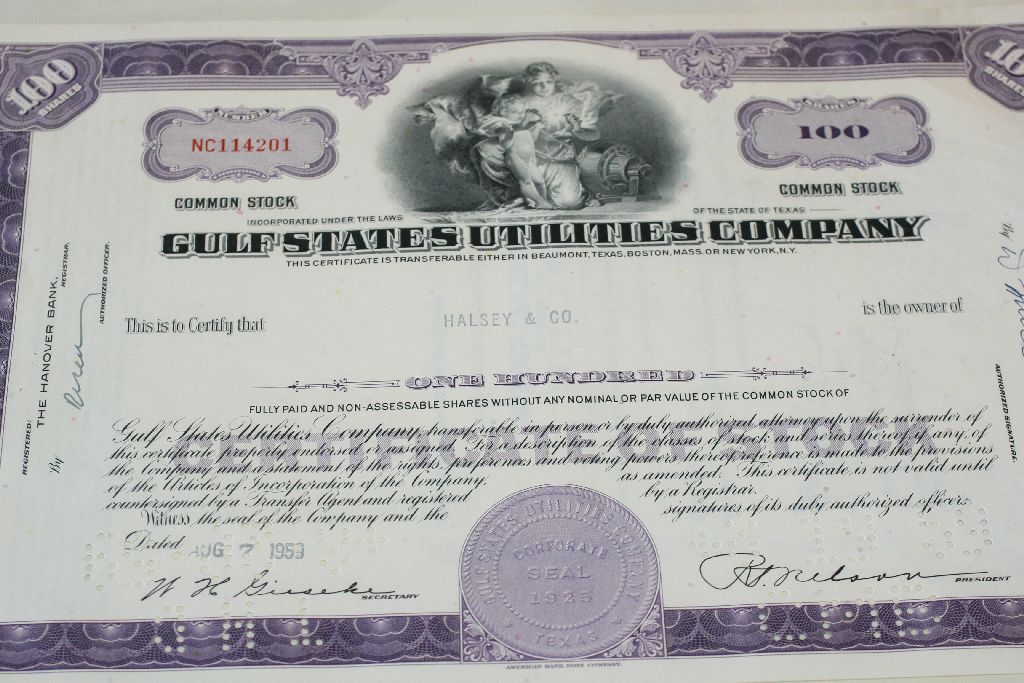 100
SHARES
10
SHARES
NUMBER
NC114201
COMMON STOCK
SHARES
100
COMMON STOCK
INCORPORATED UNDER THE LAWS
OF THE STATE OF TEXAS
GULF STATES UTILITIES COMPANY
THIS CERTIFICATE IS TRANSFERABLE EITHER IN BEAUMONT, TEXAS, BOSTON, MASS. OR NEW YORK, N.Y.
This is to Certify that
HALSEY & CO.
is the owner of
ONE HUNDRED
FULLY PAID AND NON-ASSESSABLE SHARES WITHOUT ANY NOMINAL OR PAR VALUE OF THE COMMON STOCK OF
Gulf States Utilities Company, transferable in person or by duly authorized attorney upon the surrender of
this certificate properly endorsed or assigned. For a description of the classes of stock and series thereof, if any, of
the Company and a statement of the rights, preferences and voting powers thereof reference is made to the provisions
of the Articles of Incorporation of the Company,
as amended. This certificate is not valid until
countersigned by a Transfer Agent and registered
by a Registrar.
Witness the seal of the Company and the
signatures of its duly authorized officers.
Dated AUG 7 1953
W H Gieseke
SECRETARY
R.S. Nelson
PRESIDENT
GULF STATES UTILITIES COMPANY
CORPORATE
SEAL
1925
TEXAS
AMERICAN BANK NOTE COMPANY.
REGISTERED:
THE HANOVER BANK,
REGISTRAR,
By
AUTHORIZED OFFICER.
By
AUTHORIZED SIGNATURE.